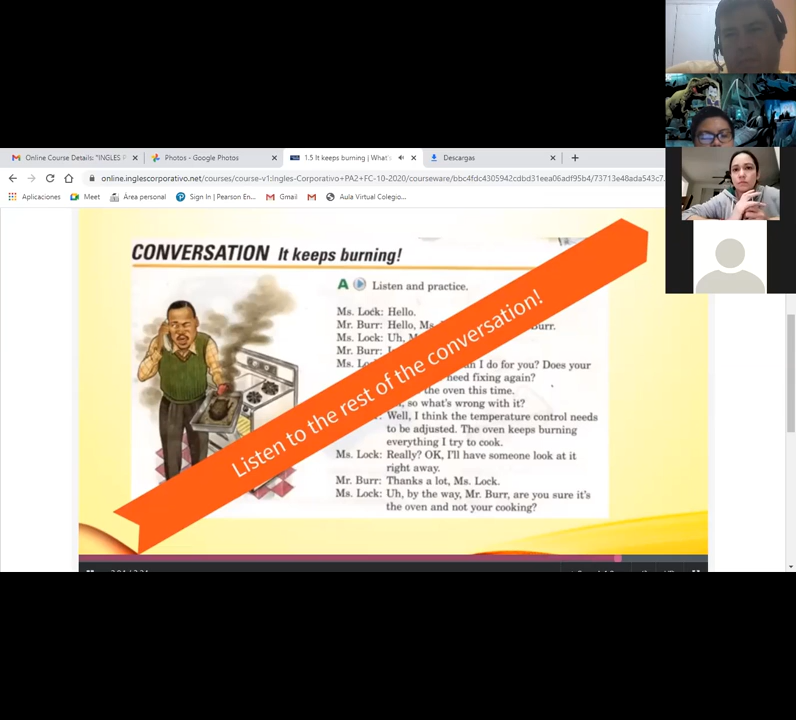 Online Course Details: "INGLES P
Photos - Google Photos
1.5 It keeps burning! | What's
Descargas
online.inglescorporativo.net/courses/course-v1:Ingles-Corporativo+PA2+FC-10-2020/courseware/bbc4fdc4305942cdbd31eea06adf95b4/73713e48ada543c7
Aplicaciones
Meet
Área personal
Sign In | Pearson En...
Gmail
Aula Virtual Colegio...
CONVERSATION It keeps burning!
A Listen and practice.
Ms. Lock: Hello.
Mr. Burr: Hello, Ms. Burr.
Ms. Lock: Uh,
Mr. Burr:
I do for you? Does your
need fixing again?
the oven this time.
so what's wrong with it?
Well, I think the temperature control needs
to be adjusted. The oven keeps burning
everything I try to cook.
Ms. Lock: Really? OK, I'll have someone look at it
right away.
Mr. Burr: Thanks a lot, Ms. Lock.
Ms. Lock: Uh, by the way, Mr. Burr, are you sure it's
the oven and not your cooking?
Listen to the rest of the conversation!